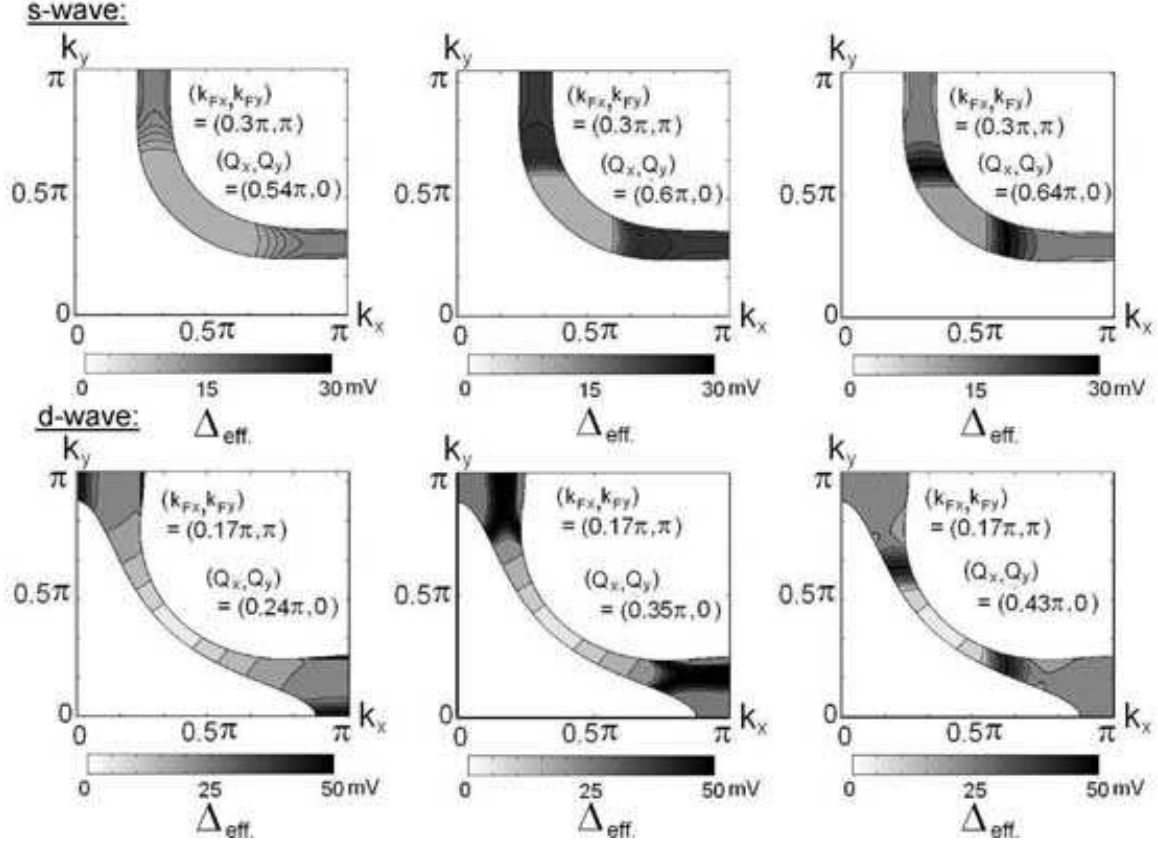 s-wave:
k_y
π
0.5π
0
(k_Fx,k_Fy)
= (0.3π,π)
(Q_x,Q_y)
=(0.54π,0)
0 0.5π π k_x
0 15 30 mV
Δ_eff.
k_y
π
0.5π
0
(k_Fx,k_Fy)
= (0.3π,π)
(Q_x,Q_y)
=(0.6π,0)
0 0.5π π k_x
0 15 30 mV
Δ_eff.
k_y
π
0.5π
0
(k_Fx,k_Fy)
= (0.3π,π)
(Q_x,Q_y)
=(0.64π,0)
0 0.5π π k_x
0 15 30 mV
Δ_eff.
d-wave:
k_y
π
0.5π
0
(k_Fx,k_Fy)
= (0.17π,π)
(Q_x,Q_y)
= (0.24π,0)
0 0.5π π k_x
0 25 50 mV
Δ_eff.
k_y
π
0.5π
0
(k_Fx,k_Fy)
= (0.17π,π)
(Q_x,Q_y)
= (0.35π,0)
0 0.5π π k_x
0 25 50 mV
Δ_eff.
k_y
π
0.5π
0
(k_Fx,k_Fy)
= (0.17π,π)
(Q_x,Q_y)
= (0.43π,0)
0 0.5π π k_x
0 25 50 mV
Δ_eff.